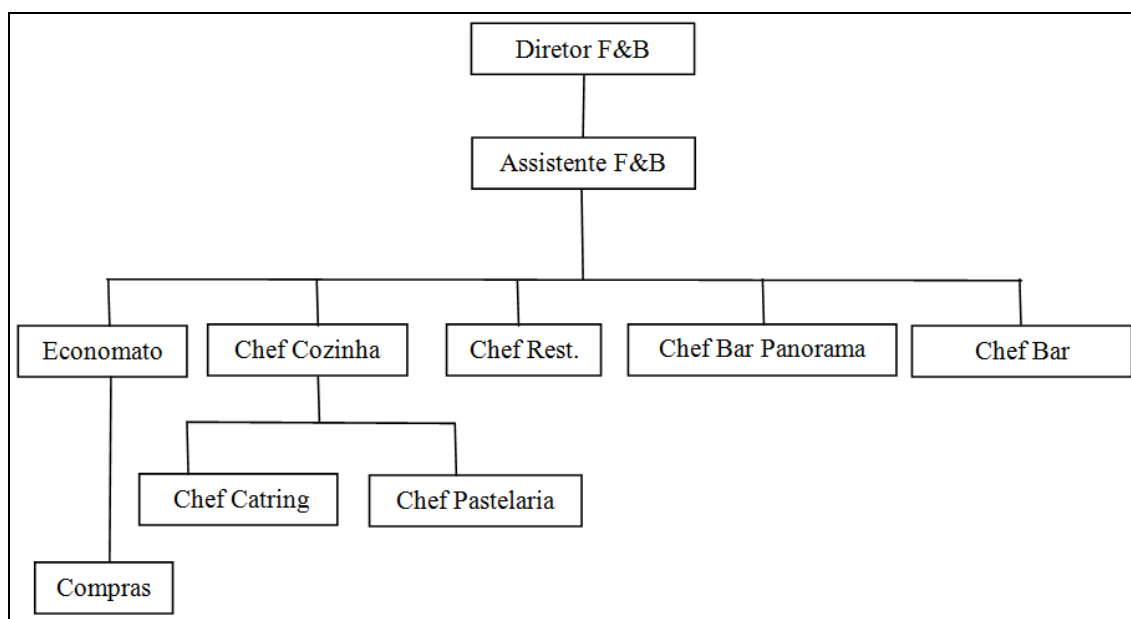 Diretor F&B
Assistente F&B
Economato
Chef Cozinha
Chef Rest.
Chef Bar Panorama
Chef Bar
Chef Catring
Chef Pastelaria
Compras